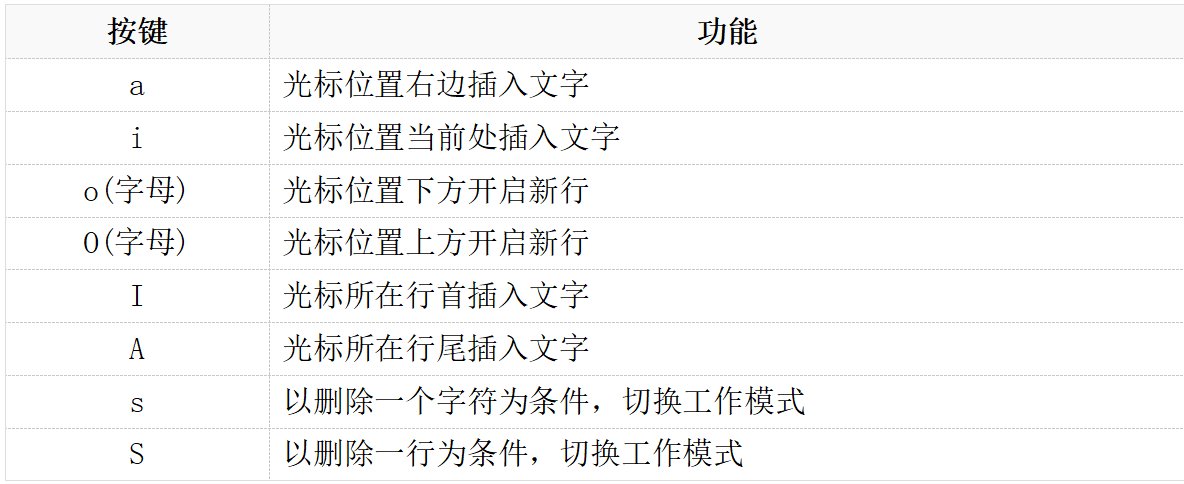 按键 功能
a 光标位置右边插入文字
i 光标位置当前处插入文字
o(字母) 光标位置下方开启新行
O(字母) 光标位置上方开启新行
I 光标所在行首插入文字
A 光标所在行尾插入文字
s 以删除一个字符为条件，切换工作模式
S 以删除一行为条件，切换工作模式